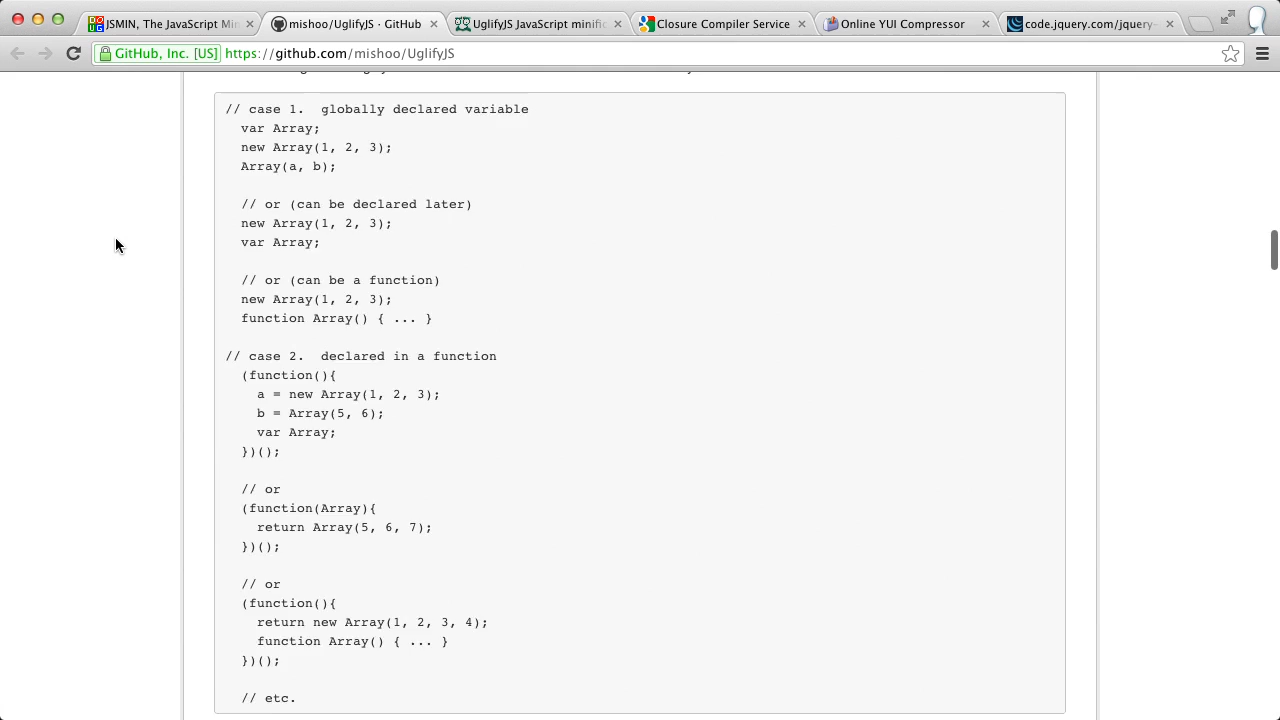 JSMIN, The JavaScript Min
mishoo/UglifyJS · GitHub
UglifyJS JavaScript minific
Closure Compiler Service
Online YUI Compressor
code.jquery.com/jquery-
GitHub, Inc. [US] https://github.com/mishoo/UglifyJS
// case 1.  globally declared variable
var Array;
new Array(1, 2, 3);
Array(a, b);
// or (can be declared later)
new Array(1, 2, 3);
var Array;
// or (can be a function)
new Array(1, 2, 3);
function Array() { ... }
// case 2.  declared in a function
(function(){
a = new Array(1, 2, 3);
b = Array(5, 6);
var Array;
})();
// or
(function(Array){
return Array(5, 6, 7);
})();
// or
(function(){
return new Array(1, 2, 3, 4);
function Array() { ... }
})();
// etc.